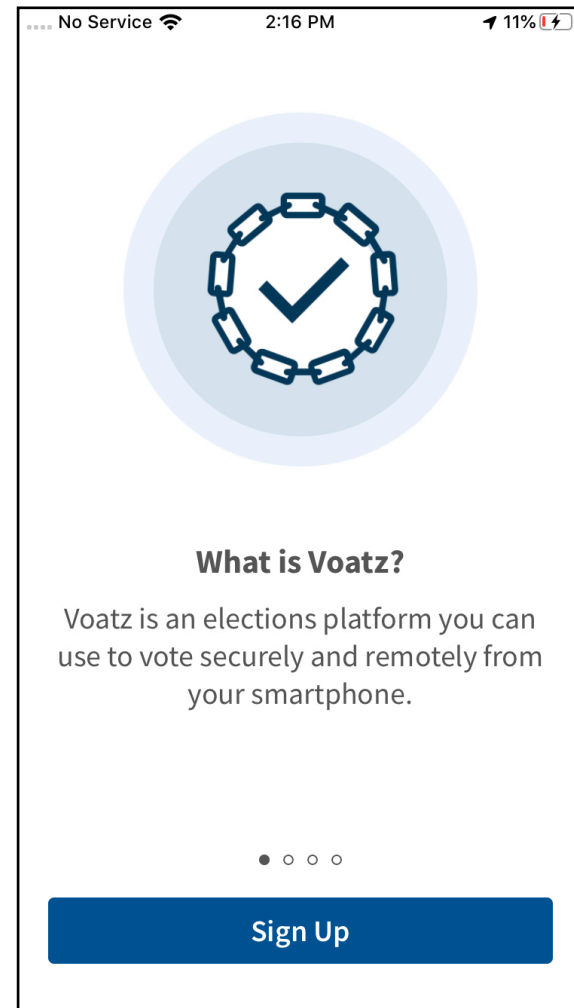 No Service 2:16 PM 11%
What is Voatz?
Voatz is an elections platform you can
use to vote securely and remotely from
your smartphone.
Sign Up